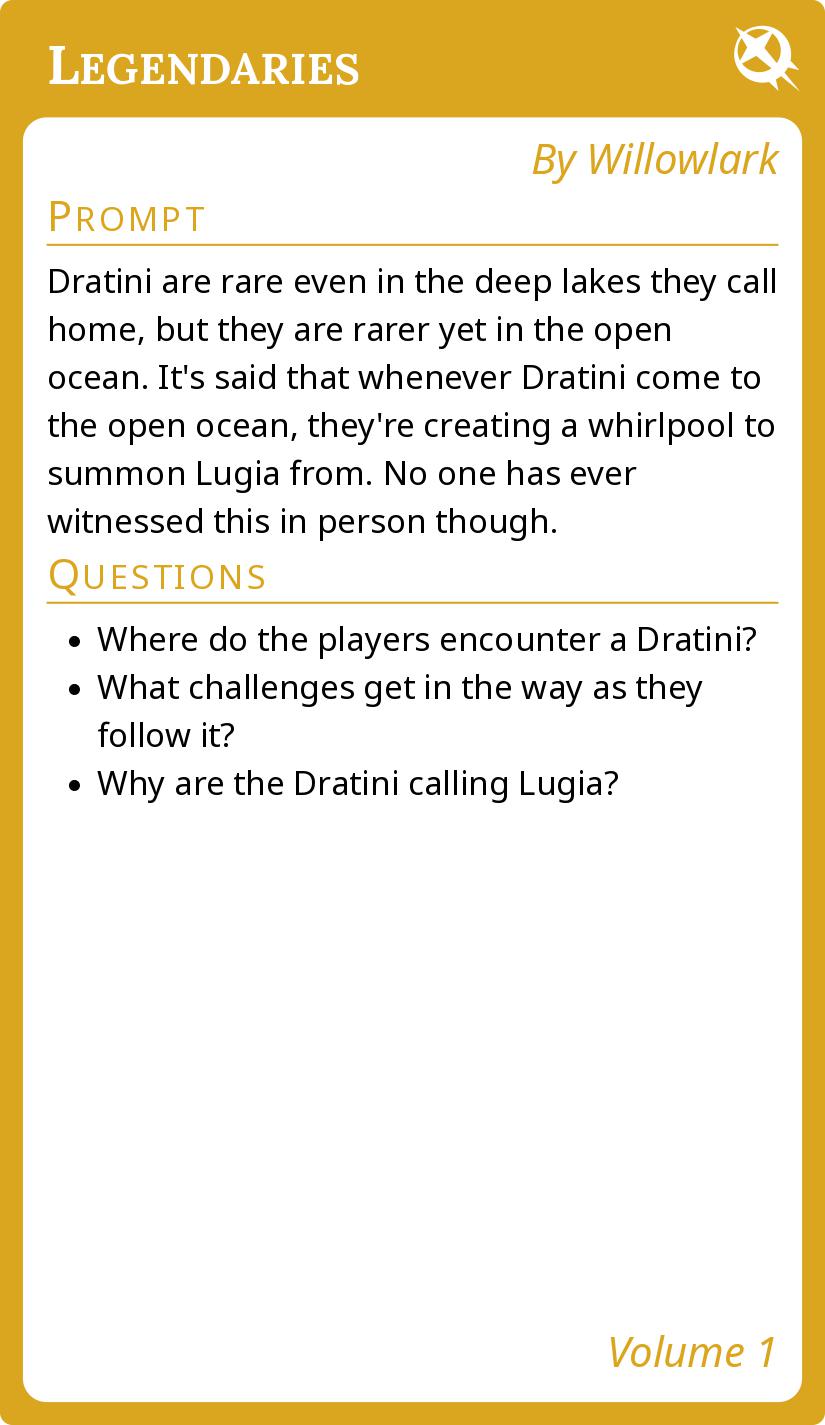 Legendaries
By Willowlark
Prompt
Dratini are rare even in the deep lakes they call
home, but they are rarer yet in the open
ocean. It's said that whenever Dratini come to
the open ocean, they're creating a whirlpool to
summon Lugia from. No one has ever
witnessed this in person though.
Questions
• Where do the players encounter a Dratini?
• What challenges get in the way as they
follow it?
• Why are the Dratini calling Lugia?
Volume 1